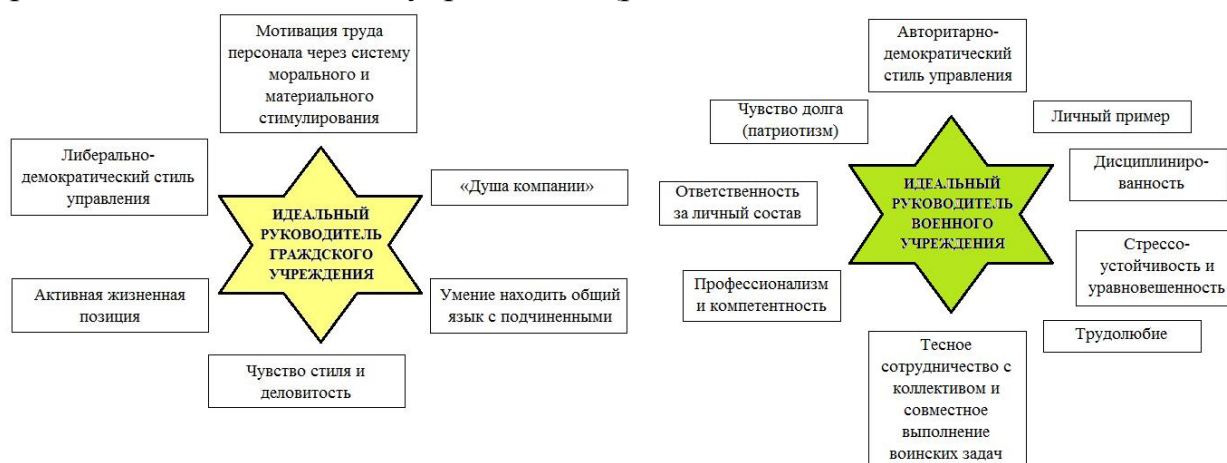 Мотивация труда
персонала через систему
морального и
материального
стимулирования
Либерально-
демократический стиль
управления
«Душа компании»
ИДЕАЛЬНЫЙ
РУКОВОДИТЕЛЬ
ГРАЖДСКОГО
УЧРЕЖДЕНИЯ
Активная жизненная
позиция
Умение находить общий
язык с подчиненными
Чувство стиля и
деловитость
Авторитарно-
демократический
стиль управления
Чувство долга
(патриотизм)
Личный пример
Дисциплиниро-
ванность
Ответственность
за личный состав
ИДЕАЛЬНЫЙ
РУКОВОДИТЕЛЬ
ВОЕННОГО
УЧРЕЖДЕНИЯ
Стрессо-
устойчивость и
уравновешенность
Профессионализм
и компетентность
Трудолюбие
Тесное
сотрудничество с
коллективом и
совместное
выполнение
воинских задач